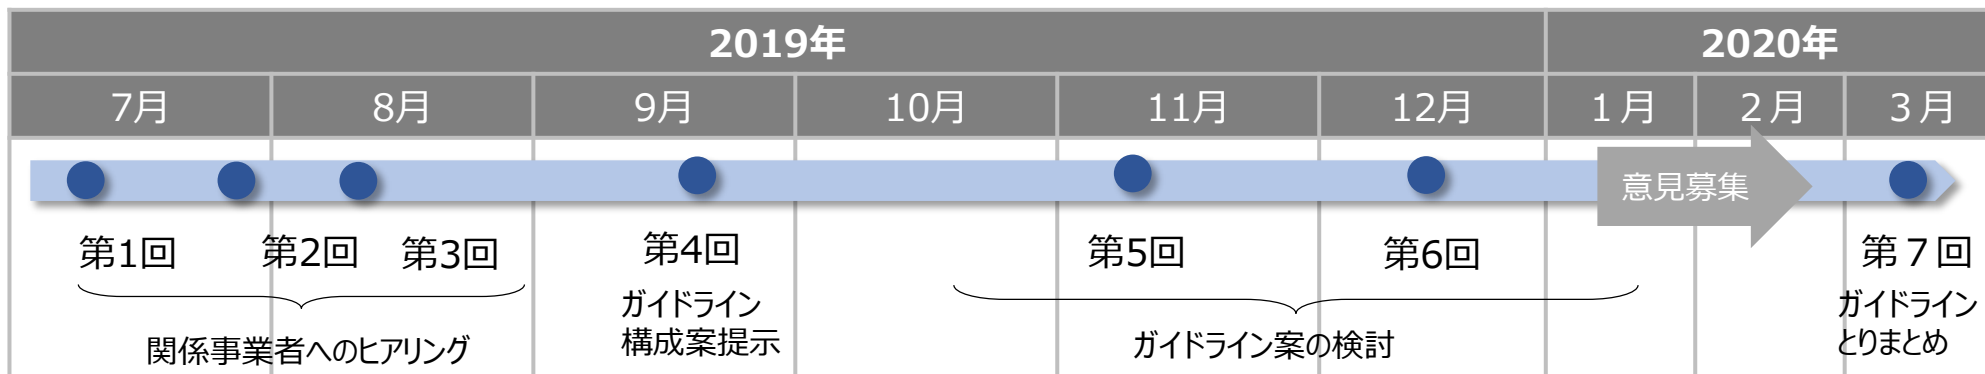 2019年 2020年
7月 8月 9月 10月 11月 12月 1月 2月 3月
意見募集
第1回 第2回 第3回 第4回 第5回 第6回 第7回
ガイドライン
構成案提示
ガイドライン
とりまとめ
関係事業者へのヒアリング
ガイドライン案の検討